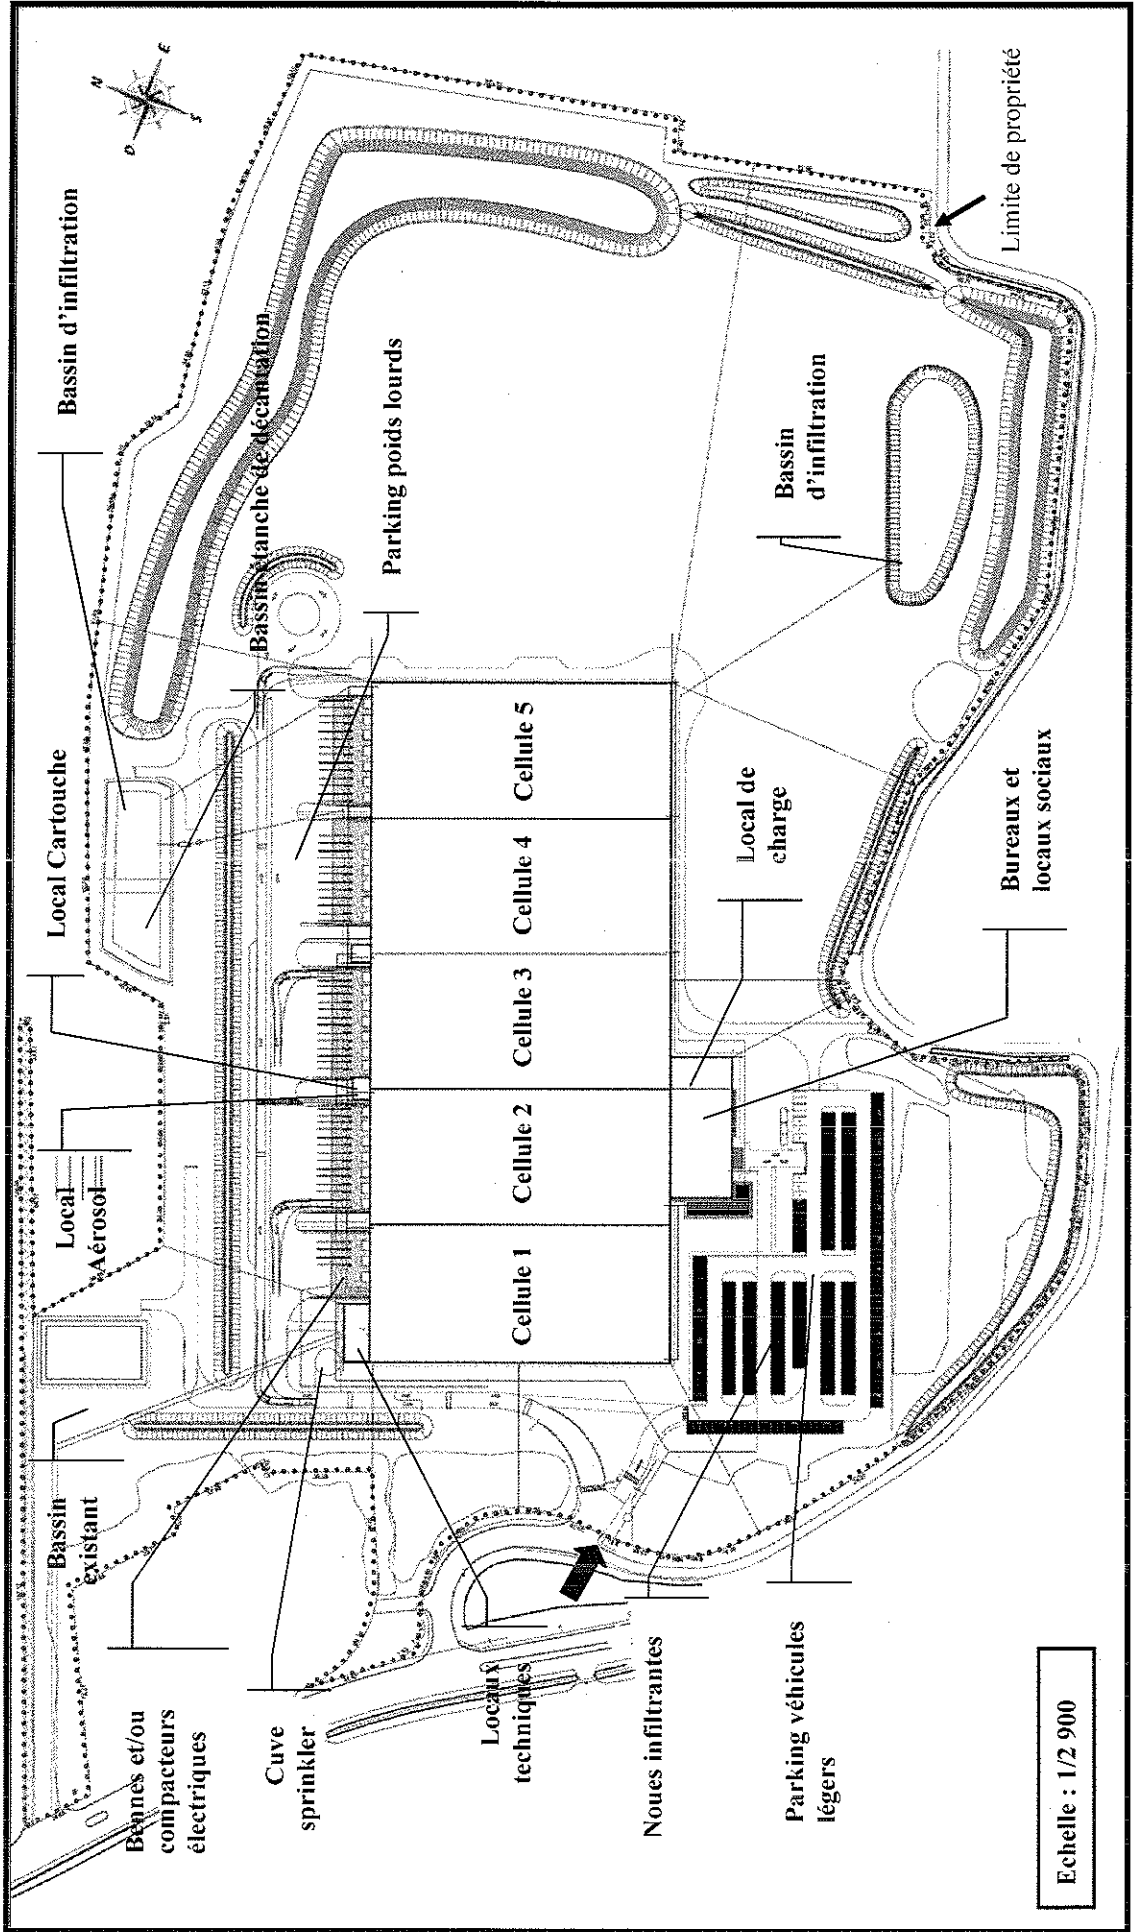 N
E
S
O
Bassin d'infiltration
Local Cartouche
Local
Aérosol
Bassin
existant
Bassin étanche de décantation
Parking poids lourds
Bennes et/ou
compacteurs
électriques
Cuve
sprinkler
Locaux
techniques
Cellule 1
Cellule 2
Cellule 3
Cellule 4
Cellule 5
Noues infiltrantes
Parking véhicules
légers
Local de
charge
Bureaux et
locaux sociaux
Bassin
d'infiltration
Limite de propriété
Echelle : 1/2 900